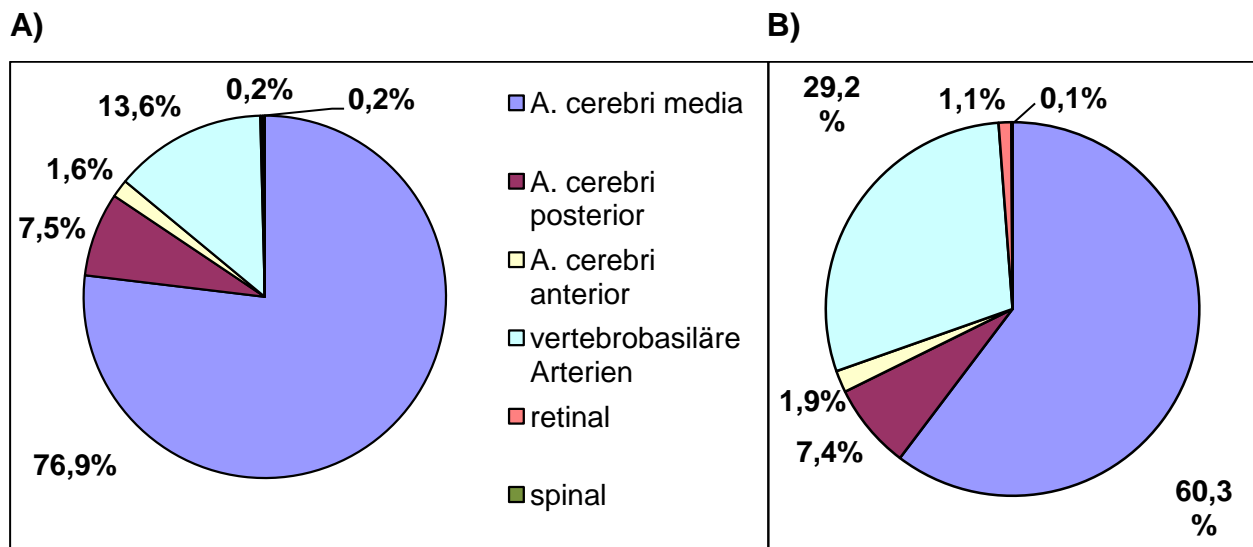 A)
B)
13,6%
0,2%
0,2%
1,6%
7,5%
76,9%
A. cerebri media
A. cerebri
posterior
A. cerebri
anterior
vertebrobasiläre
Arterien
retinal
spinal
29,2
%
1,1%
0,1%
1,9%
7,4%
60,3
%